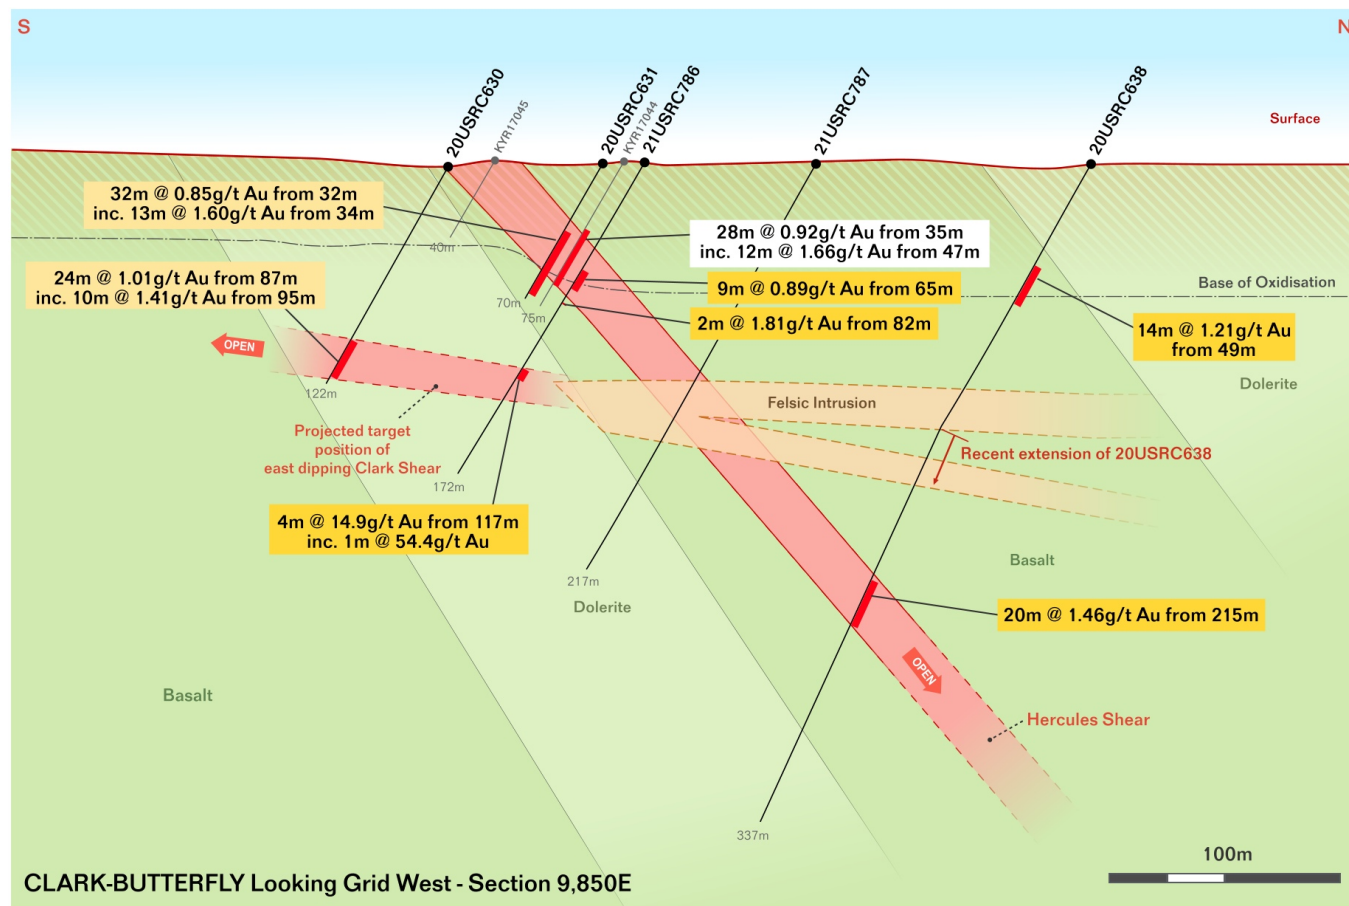 S
N
20USRC630
KYR17045
20USRC631
KYR17044
21USRC786
21USRC787
20USRC638
Surface
32m @ 0.85g/t Au from 32m
inc. 13m @ 1.60g/t Au from 34m
28m @ 0.92g/t Au from 35m
inc. 12m @ 1.66g/t Au from 47m
40m
24m @ 1.01g/t Au from 87m
inc. 10m @ 1.41g/t Au from 95m
9m @ 0.89g/t Au from 65m
Base of Oxidisation
70m
75m
2m @ 1.81g/t Au from 82m
14m @ 1.21g/t Au
from 49m
OPEN
122m
Dolerite
Felsic Intrusion
Projected target
position of
east dipping Clark Shear
Recent extension of 20USRC638
172m
4m @ 14.9g/t Au from 117m
inc. 1m @ 54.4g/t Au
217m
Basalt
Dolerite
20m @ 1.46g/t Au from 215m
OPEN
Basalt
Hercules Shear
337m
100m
CLARK-BUTTERFLY Looking Grid West - Section 9,850E